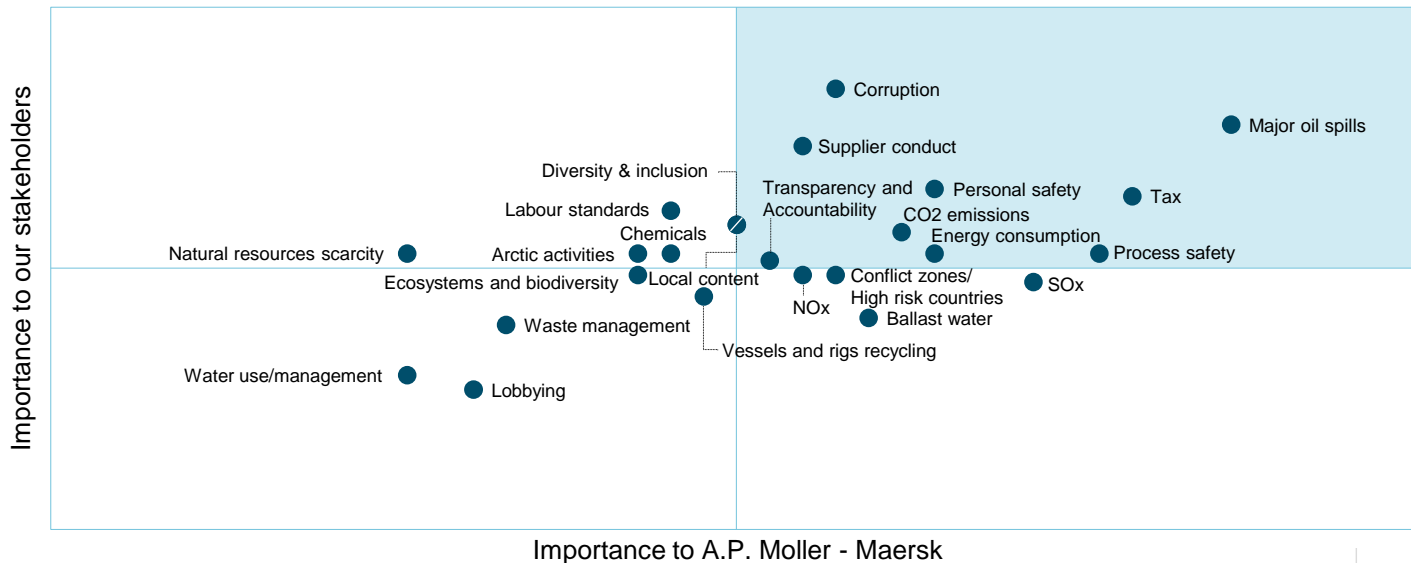 Importance to our stakeholders
Corruption
Major oil spills
Supplier conduct
Diversity & inclusion
Transparency and
Accountability
Personal safety
Tax
Labour standards
CO2 emissions
Chemicals
Energy consumption
Natural resources scarcity
Arctic activities
Process safety
Ecosystems and biodiversity
Local content
Conflict zones/
High risk countries
SOx
NOx
Ballast water
Waste management
Vessels and rigs recycling
Water use/management
Lobbying
Importance to A.P. Moller - Maersk